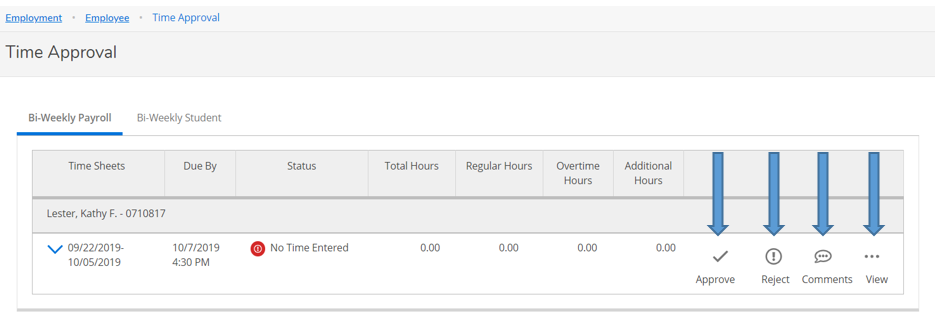 Employment • Employee • Time Approval
Time Approval
Bi-Weekly Payroll Bi-Weekly Student
Time Sheets Due By Status Total Hours Regular Hours Overtime Hours Additional Hours
Lester, Kathy F. - 0710817
09/22/2019- 10/7/2019 No Time Entered 0.00 0.00 0.00 0.00
10/05/2019 4:30 PM
Approve Reject Comments View